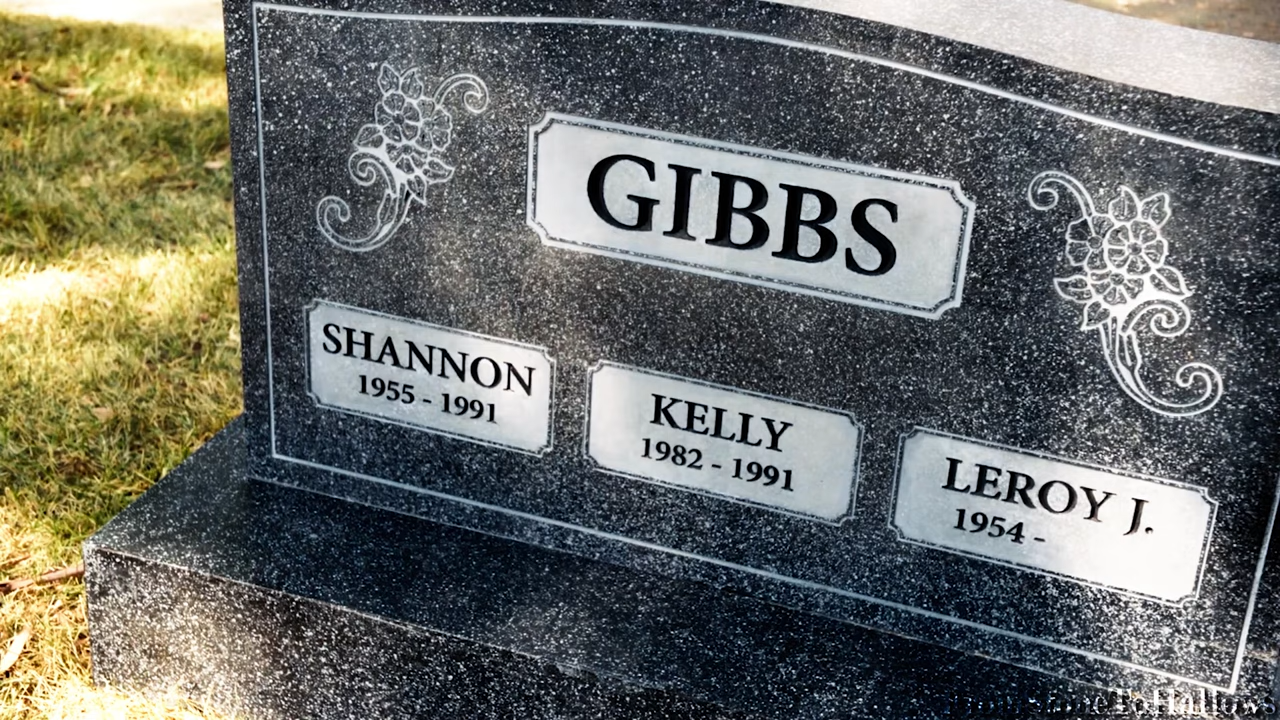 GIBBS
SHANNON
1955 - 1991
KELLY
1982 - 1991
LEROY J.
1954 -